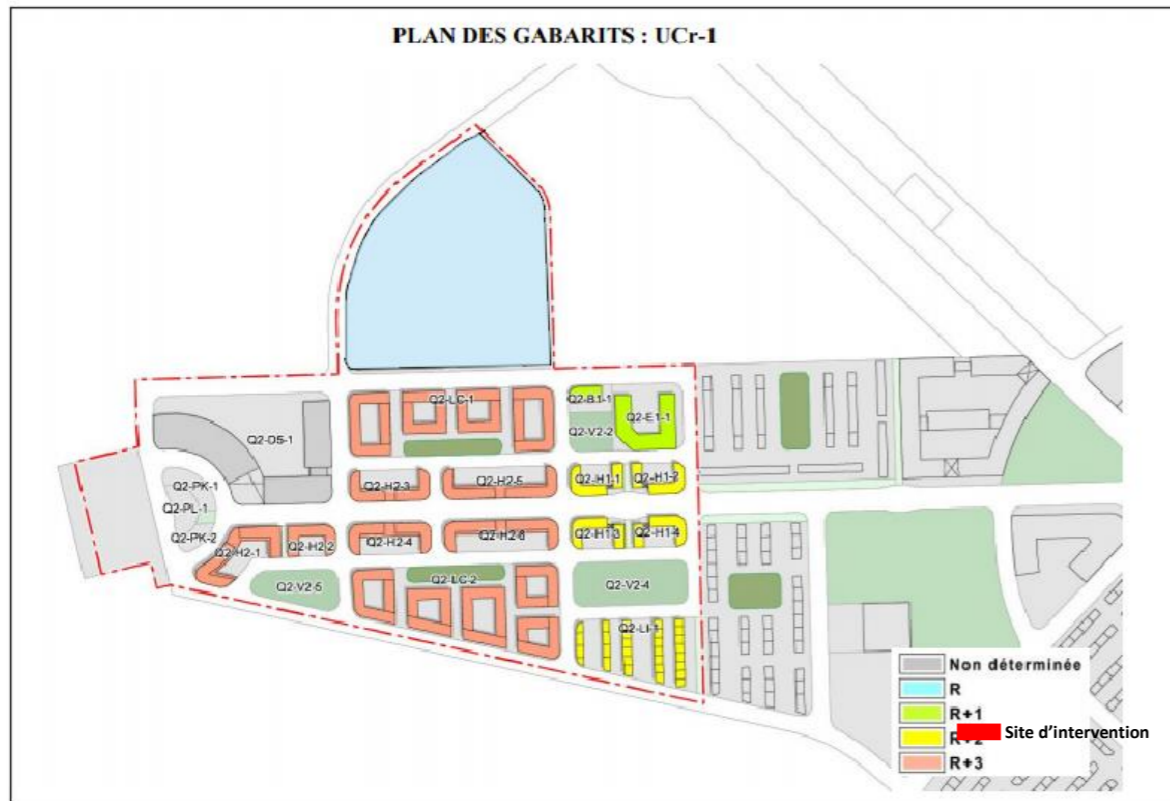 PLAN DES GABARITS : UCr-1
Q2-LC-1
Q2-B1-1
Q2-E1-1
Q2-V2-2
Q2-DS-1
Q2-H2-3
Q2-H2-5
Q2-H1-1
Q2-H1-2
Q2-PK-1
Q2-PL-1
Q2-PK-2
Q2-H2-1
Q2-H2-2
Q2-H2-4
Q2-H2-6
Q2-H1-3
Q2-H1-4
Q2-V2-5
Q2-LC-2
Q2-V2-4
Q2-LI-1
Non déterminée
R
R+1
R+2
Site d’intervention
R+3